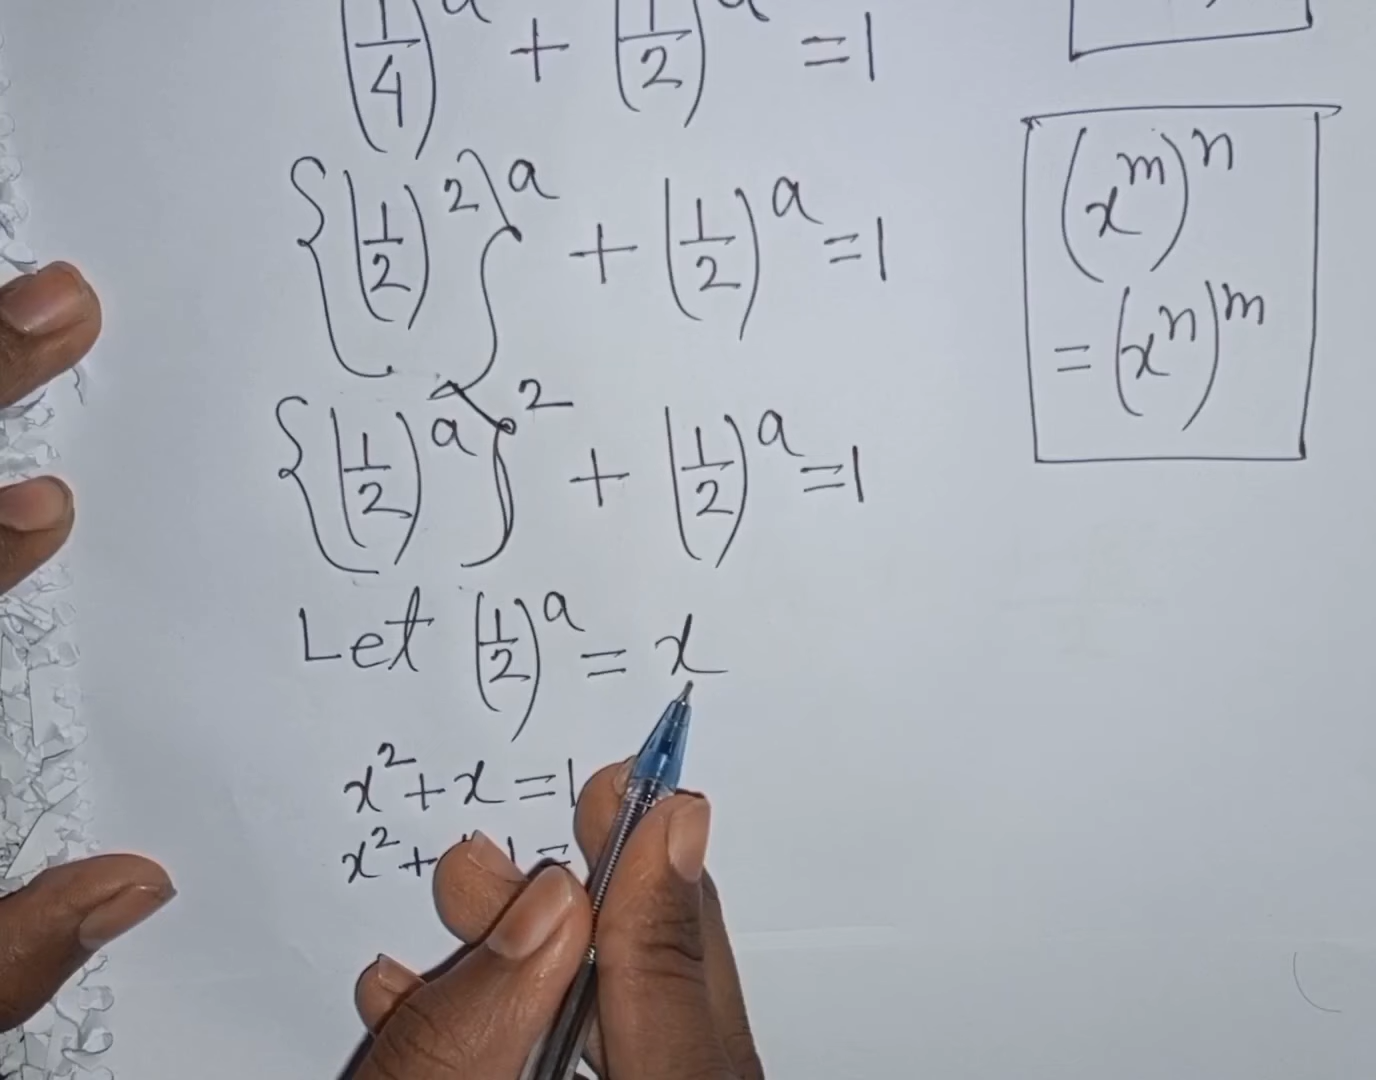 (1/4)^a + (1/2)^a = 1
{(1/2)^2}^a + (1/2)^a = 1
{(1/2)^a}^2 + (1/2)^a = 1
Let (1/2)^a = x
x^2 + x = 1
x^2 +
(x^m)^n
= (x^n)^m